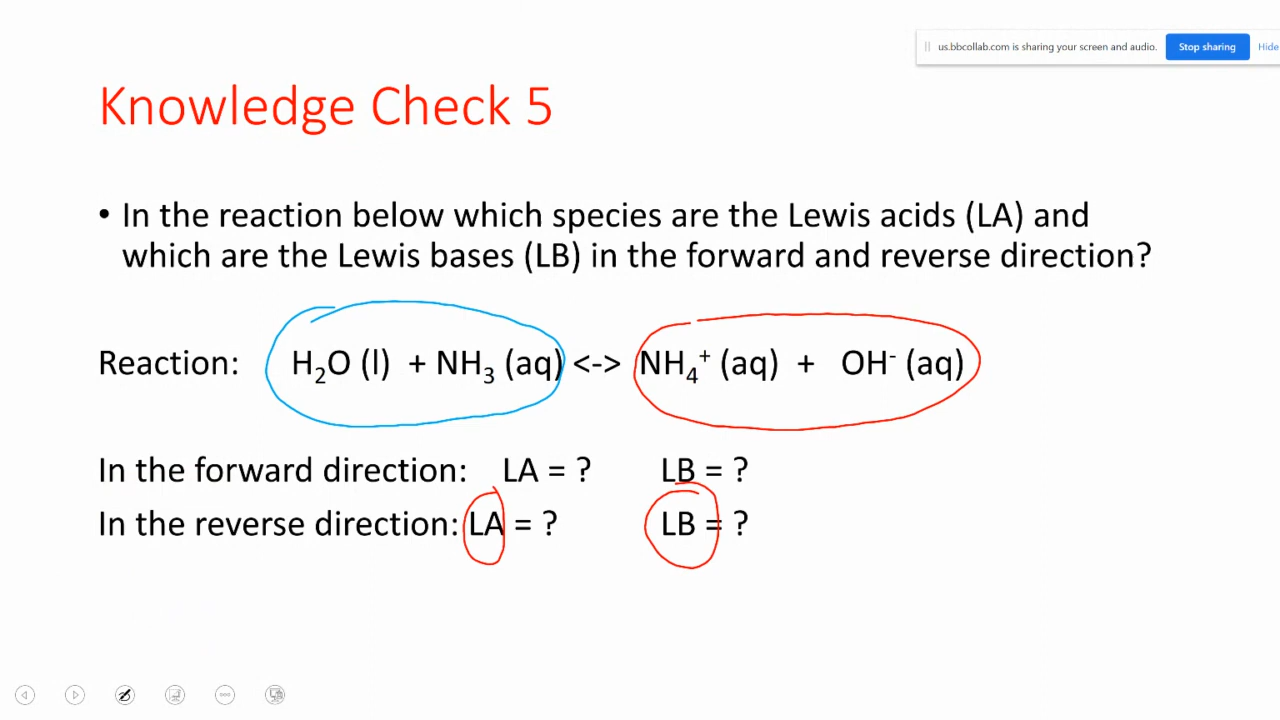 us.bbcollab.com is sharing your screen and audio. Stop sharing Hide
Knowledge Check 5
• In the reaction below which species are the Lewis acids (LA) and
which are the Lewis bases (LB) in the forward and reverse direction?
Reaction: H₂O (l) + NH₃ (aq) <-> NH₄⁺ (aq) + OH⁻ (aq)
In the forward direction: LA = ? LB = ?
In the reverse direction: LA = ? LB = ?